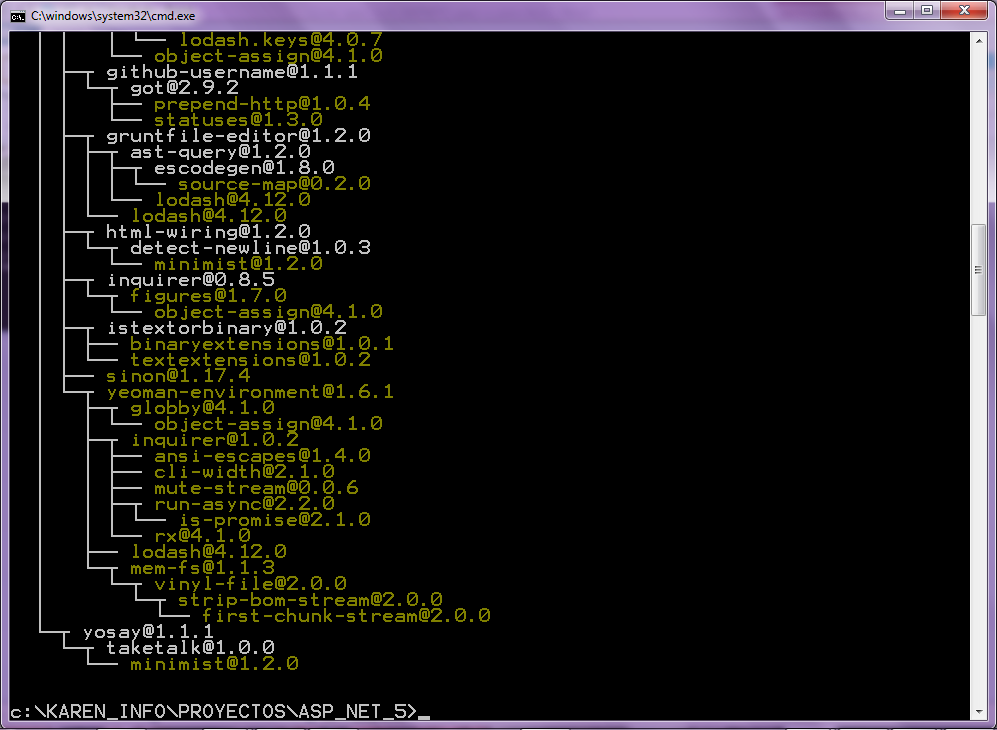 C:\windows\system32\cmd.exe
lodash.keys@4.0.7
object-assign@4.1.0
github-username@1.1.1
got@2.9.2
prepend-http@1.0.4
statuses@1.3.0
gruntfile-editor@1.2.0
ast-query@1.2.0
escodegen@1.8.0
source-map@0.2.0
lodash@4.12.0
lodash@4.12.0
html-wiring@1.2.0
detect-newline@1.0.3
minimist@1.2.0
inquirer@0.8.5
figures@1.7.0
object-assign@4.1.0
istextorbinary@1.0.2
binaryextensions@1.0.1
textextensions@1.0.2
sinon@1.17.4
yeoman-environment@1.6.1
globby@4.1.0
object-assign@4.1.0
inquirer@1.0.2
ansi-escapes@1.4.0
cli-width@2.1.0
mute-stream@0.0.6
run-async@2.2.0
is-promise@2.1.0
rx@4.1.0
lodash@4.12.0
mem-fs@1.1.3
vinyl-file@2.0.0
strip-bom-stream@2.0.0
first-chunk-stream@2.0.0
yosay@1.1.1
taketalk@1.0.0
minimist@1.2.0
c:\KAREN_INFO\PROYECTOS\ASP_NET_5>_